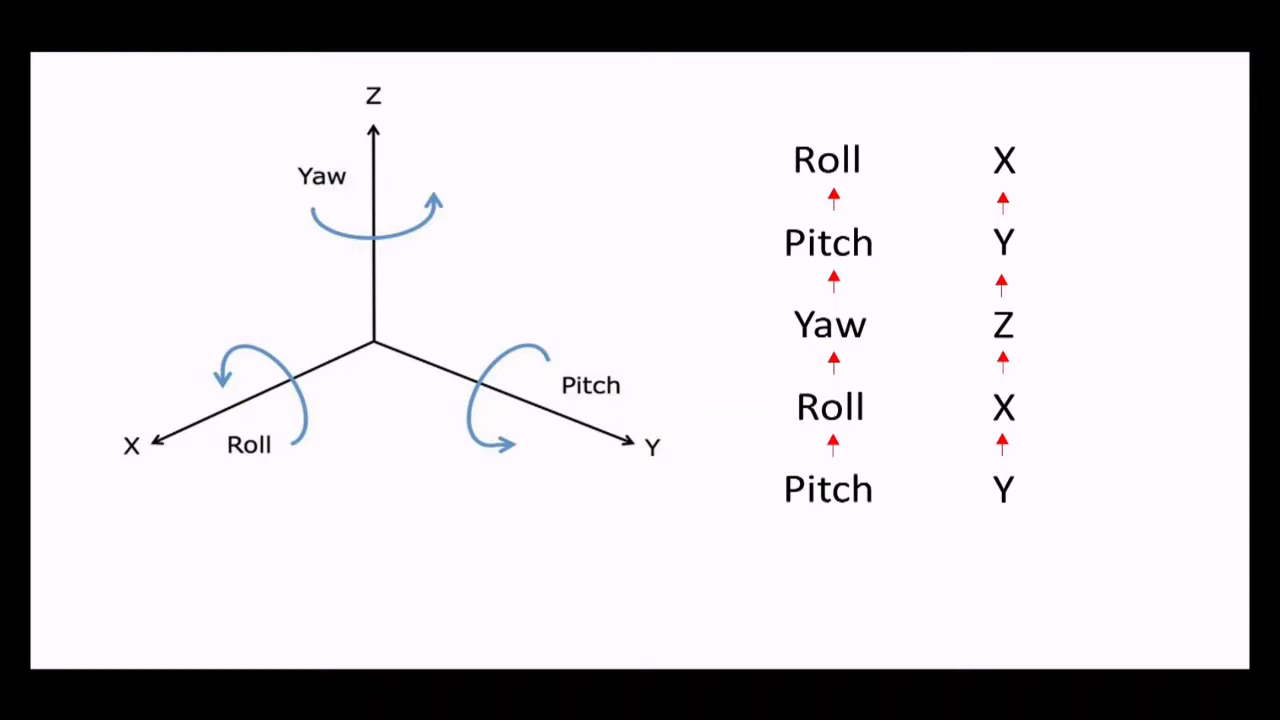 Z
Yaw
Pitch
X
Roll
Y
Roll X
Pitch Y
Yaw Z
Roll X
Pitch Y